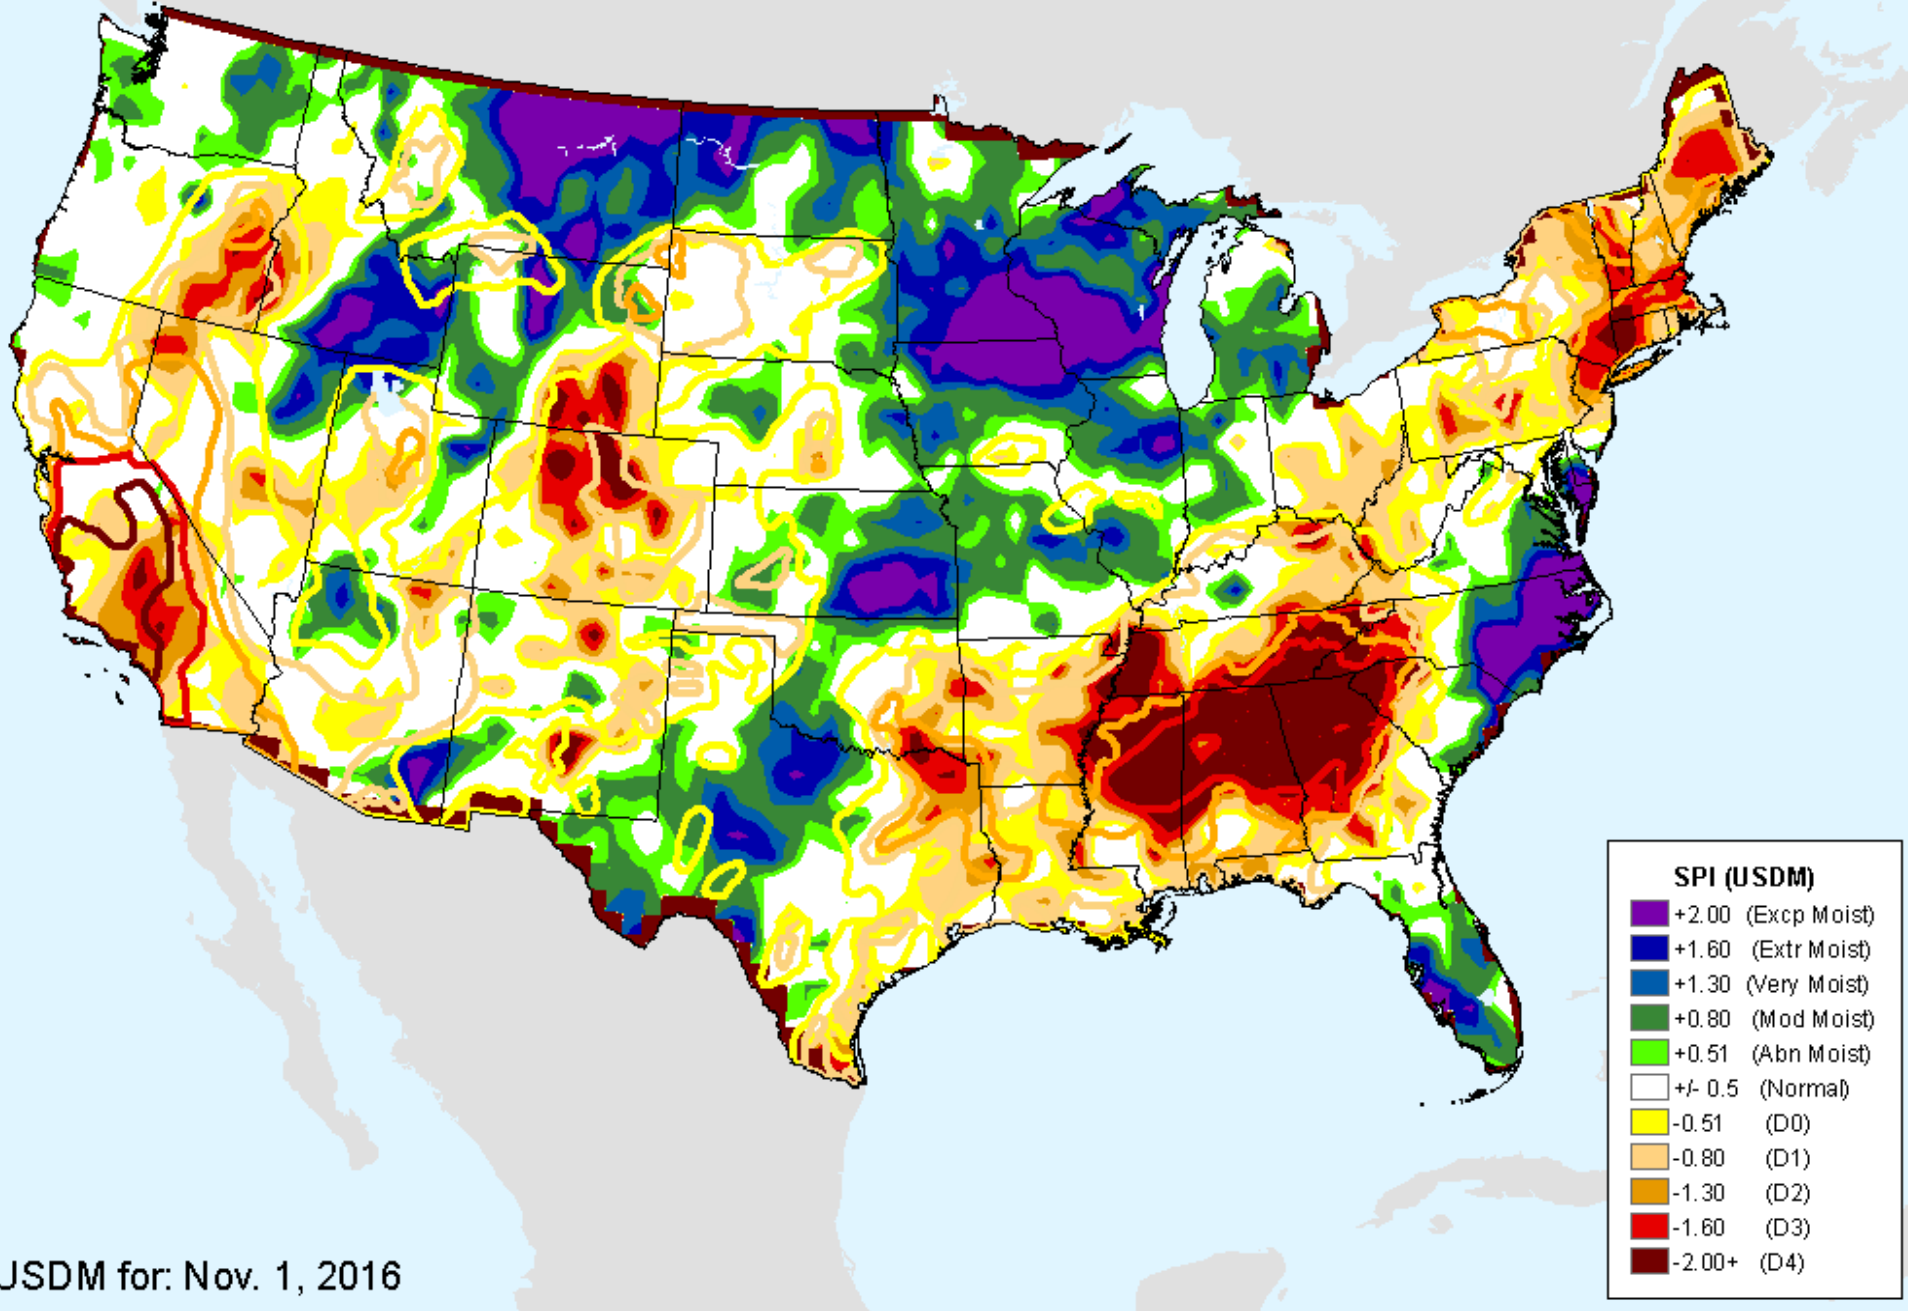 SPI (USDM)
+2.00 (Excp Moist)
+1.60 (Extr Moist)
+1.30 (Very Moist)
+0.80 (Mod Moist)
+0.51 (Abn Moist)
+/- 0.5 (Normal)
-0.51 (D0)
-0.80 (D1)
-1.30 (D2)
-1.60 (D3)
-2.00+ (D4)
USDM for: Nov. 1, 2016